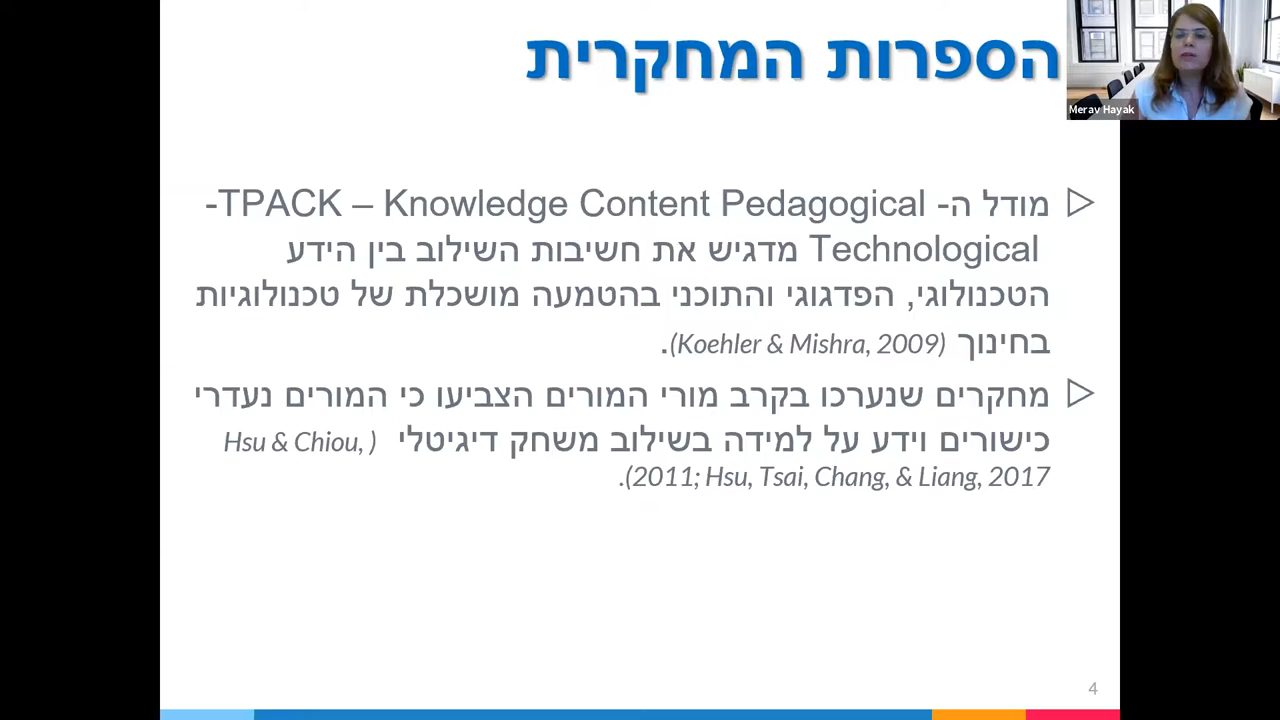 הספרות המחקרית
Merav Hayak
מודל ה- TPACK – Knowledge Content Pedagogical-
Technological מדגיש את חשיבות השילוב בין הידע
הטכנולוגי, הפדגוגי והתוכני בהטמעה מושכלת של טכנולוגיות
בחינוך (Koehler & Mishra, 2009).
מחקרים שנערכו בקרב מורי המורים הצביעו כי המורים נעדרי
כישורים וידע על למידה בשילוב משחק דיגיטלי (Hsu & Chiou,
2011; Hsu, Tsai, Chang, & Liang, 2017).
4